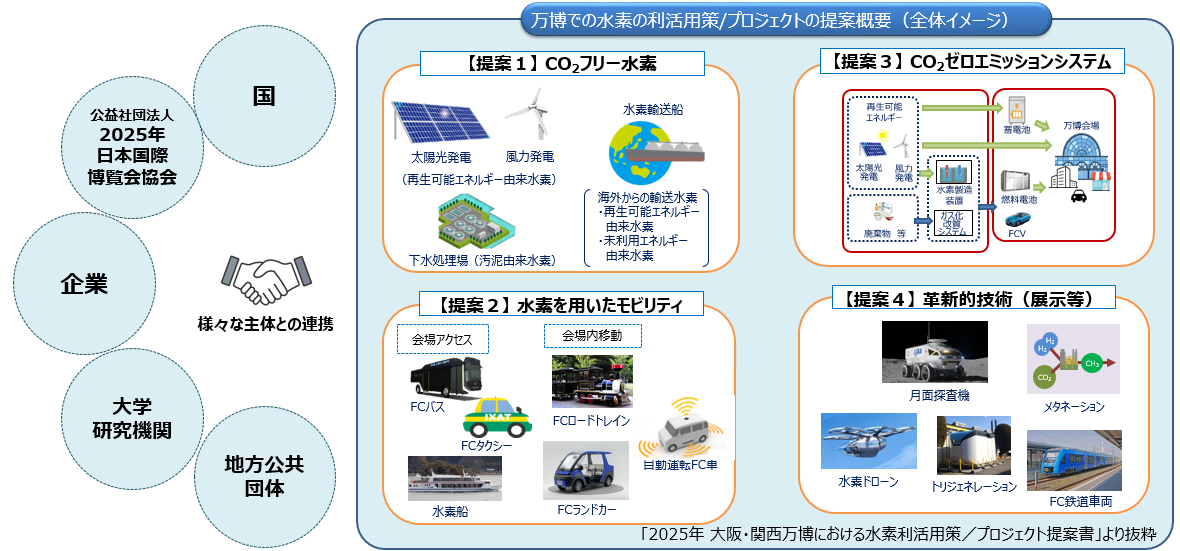 万博での水素の利活用策/プロジェクトの提案概要（全体イメージ）
国
公益社団法人
2025年
日本国際
博覧会協会
企業
様々な主体との連携
大学
研究機関
地方公共
団体
【提案１】CO₂フリー水素
太陽光発電
風力発電
（再生可能エネルギー由来水素）
水素輸送船
海外からの輸送水素
・再生可能エネルギー
由来水素
・未利用エネルギー
由来水素
下水処理場（汚泥由来水素）
【提案２】水素を用いたモビリティ
会場アクセス
会場内移動
FCバス
IXAT
FCタクシー
水素船
FCロードトレイン
FCランドカー
自動運転FC車
【提案３】CO₂ゼロエミッションシステム
再生可能
エネルギー
太陽光
発電
風力
発電
廃棄物　等
水素製造
装置
ガス化
改質
システム
蓄電池
燃料電池
FCV
万博会場
【提案４】革新的技術（展示等）
月面探査機
H₂
H₂
CO₂
CH₄
メタネーション
水素ドローン
トリジェネレーション
FC鉄道車両
「2025年 大阪・関西万博における水素利活用策／プロジェクト提案書」より抜粋